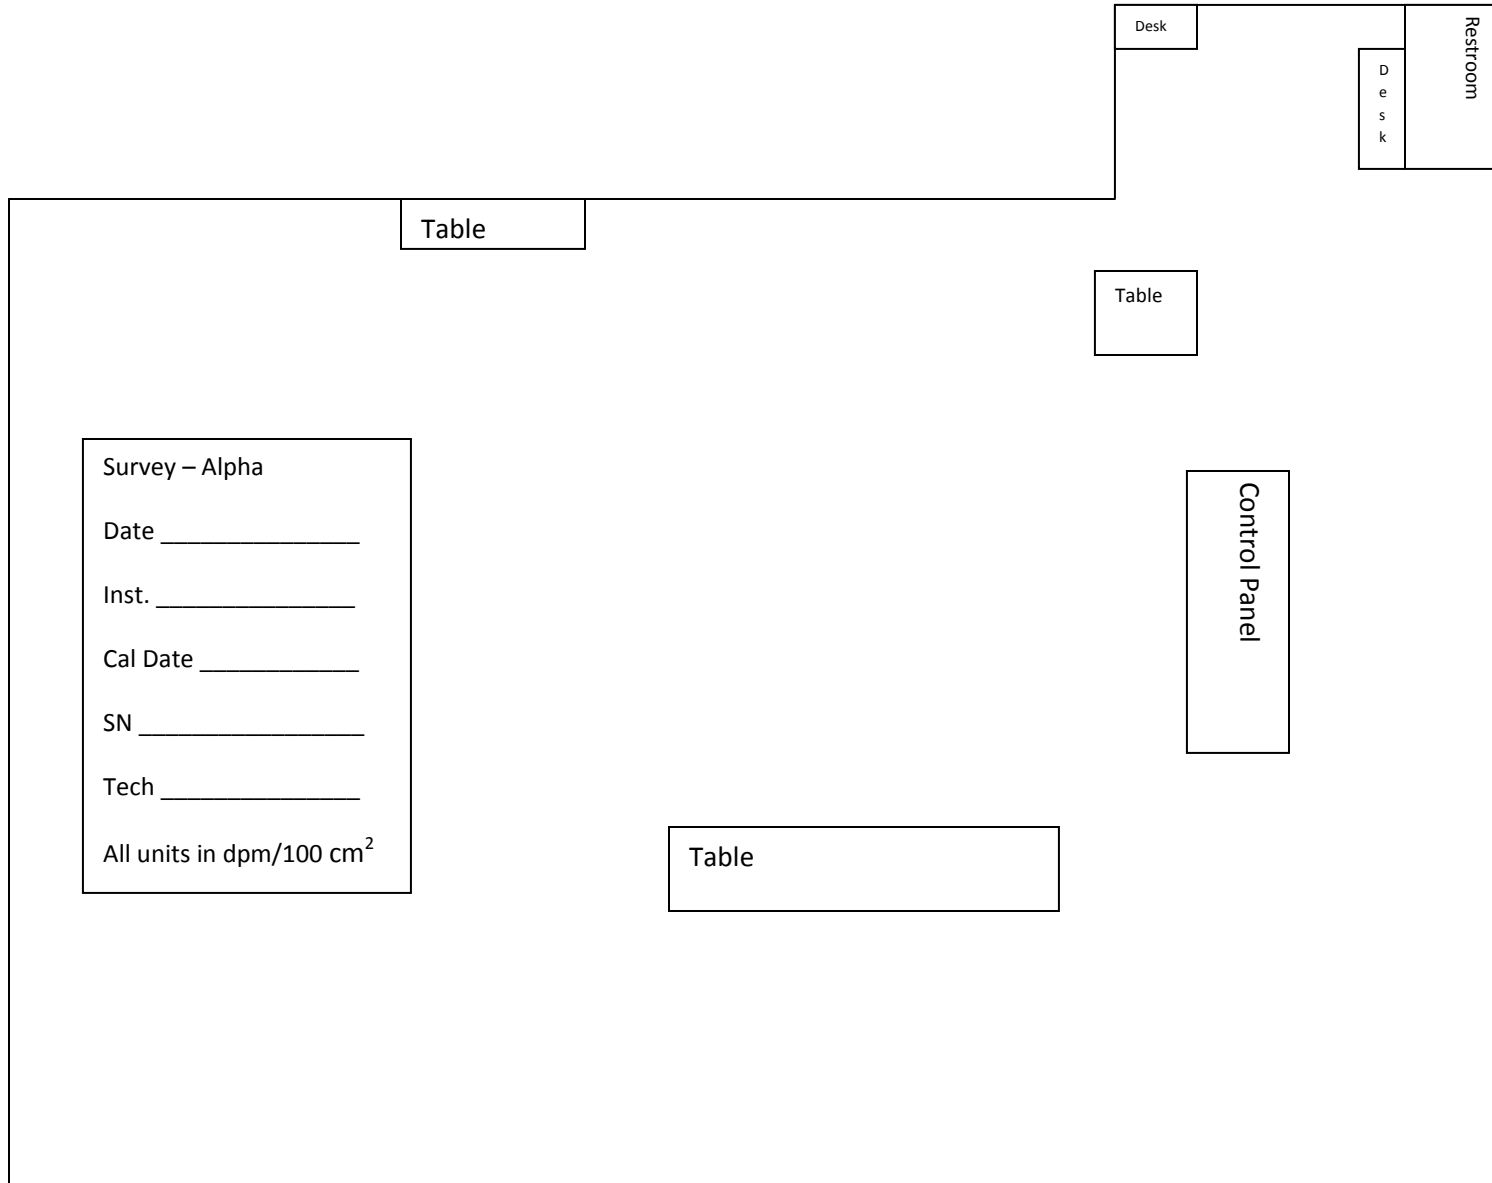 Desk
Restroom
Desk
Table
Table
Survey – Alpha
Date _______________
Inst. _______________
Cal Date ____________
SN _________________
Tech _______________
All units in dpm/100 cm²
Control Panel
Table